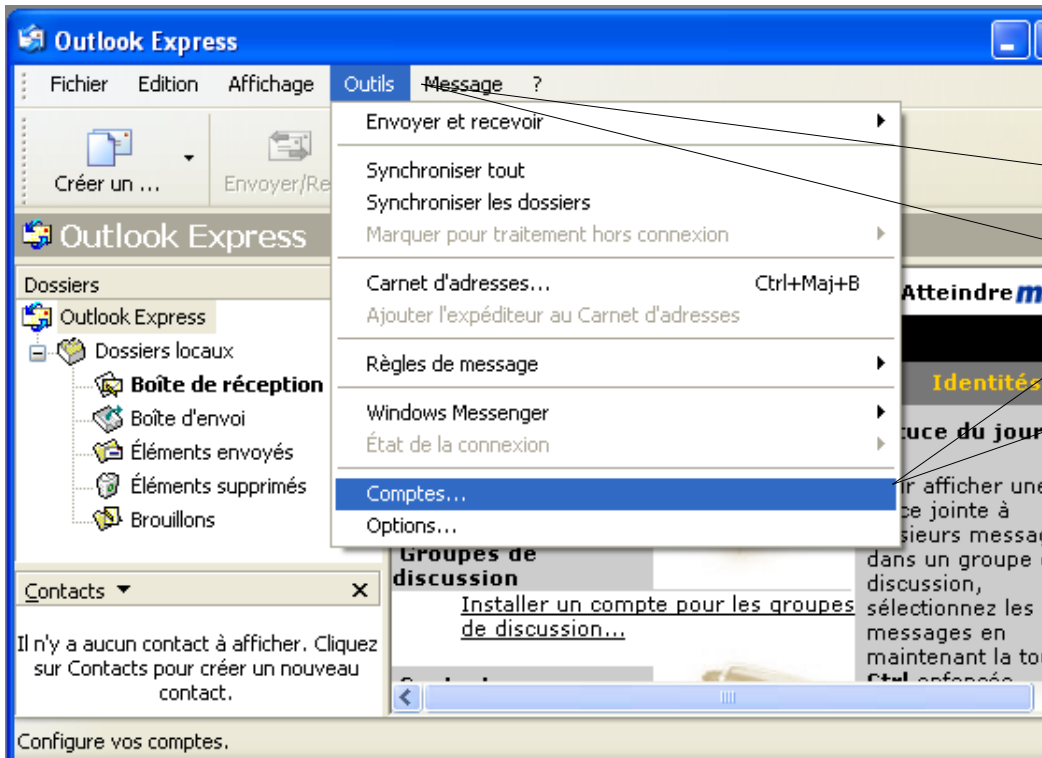 Outlook Express
Fichier Edition Affichage Outils Message ?
Créer un ...
Envoyer/Re
Envoyer et recevoir
Synchroniser tout
Synchroniser les dossiers
Marquer pour traitement hors connexion
Carnet d'adresses... Ctrl+Maj+B
Ajouter l'expéditeur au Carnet d'adresses
Règles de message
Windows Messenger
État de la connexion
Comptes...
Options...
Outlook Express
Dossiers
Outlook Express
Dossiers locaux
Boîte de réception
Boîte d'envoi
Éléments envoyés
Éléments supprimés
Brouillons
Contacts
Il n'y a aucun contact à afficher. Cliquez
sur Contacts pour créer un nouveau
contact.
Groupes de
discussion
Installer un compte pour les groupes
de discussion...
Atteindre m
Identités
tuce du jour
ir afficher une
ce jointe à
sieurs messag
dans un groupe
discussion,
sélectionnez les
messages en
maintenant la tou
Ctrl enfoncée
Configure vos comptes.